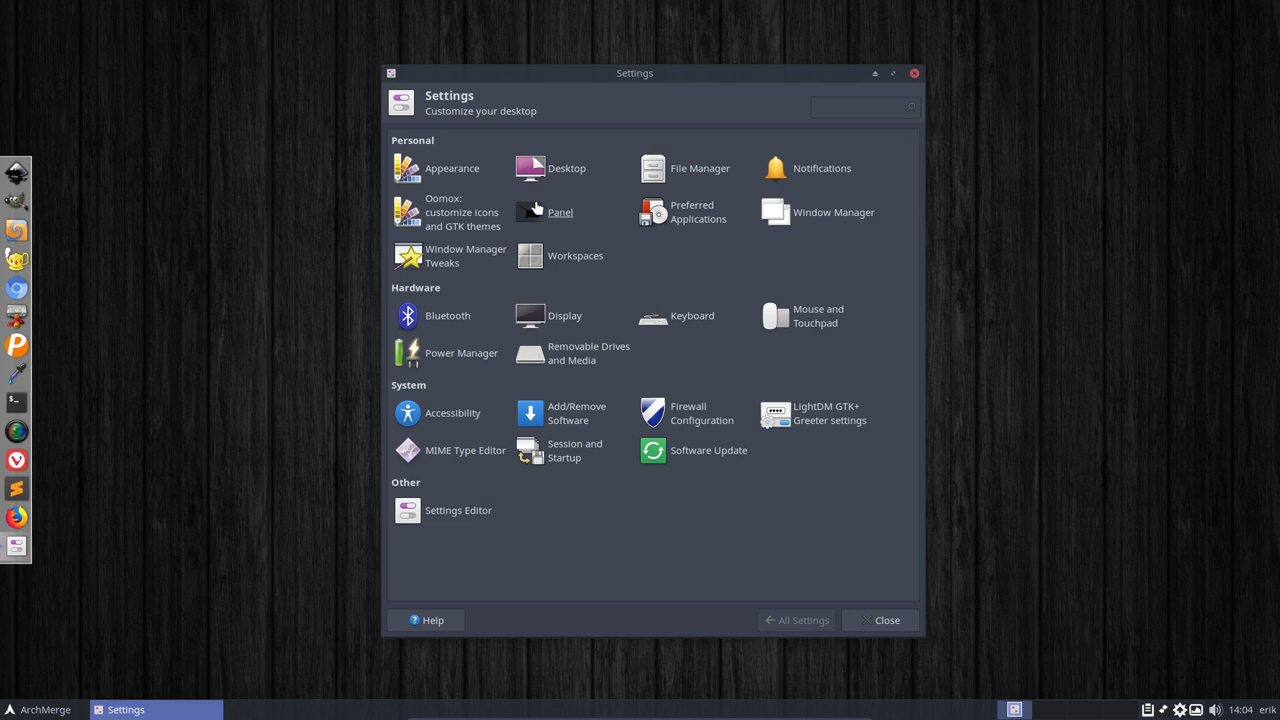 Settings
Settings
Customize your desktop
Personal
Appearance
Desktop
File Manager
Notifications
Oomox:
customize icons
and GTK themes
Panel
Preferred
Applications
Window Manager
Window Manager
Tweaks
Workspaces
Hardware
Bluetooth
Display
Keyboard
Mouse and
Touchpad
Power Manager
Removable Drives
and Media
System
Accessibility
Add/Remove
Software
Firewall
Configuration
LightDM GTK+
Greeter settings
MIME Type Editor
Session and
Startup
Software Update
Other
Settings Editor
Help
All Settings
Close
ArchMerge
Settings
14:04
erik